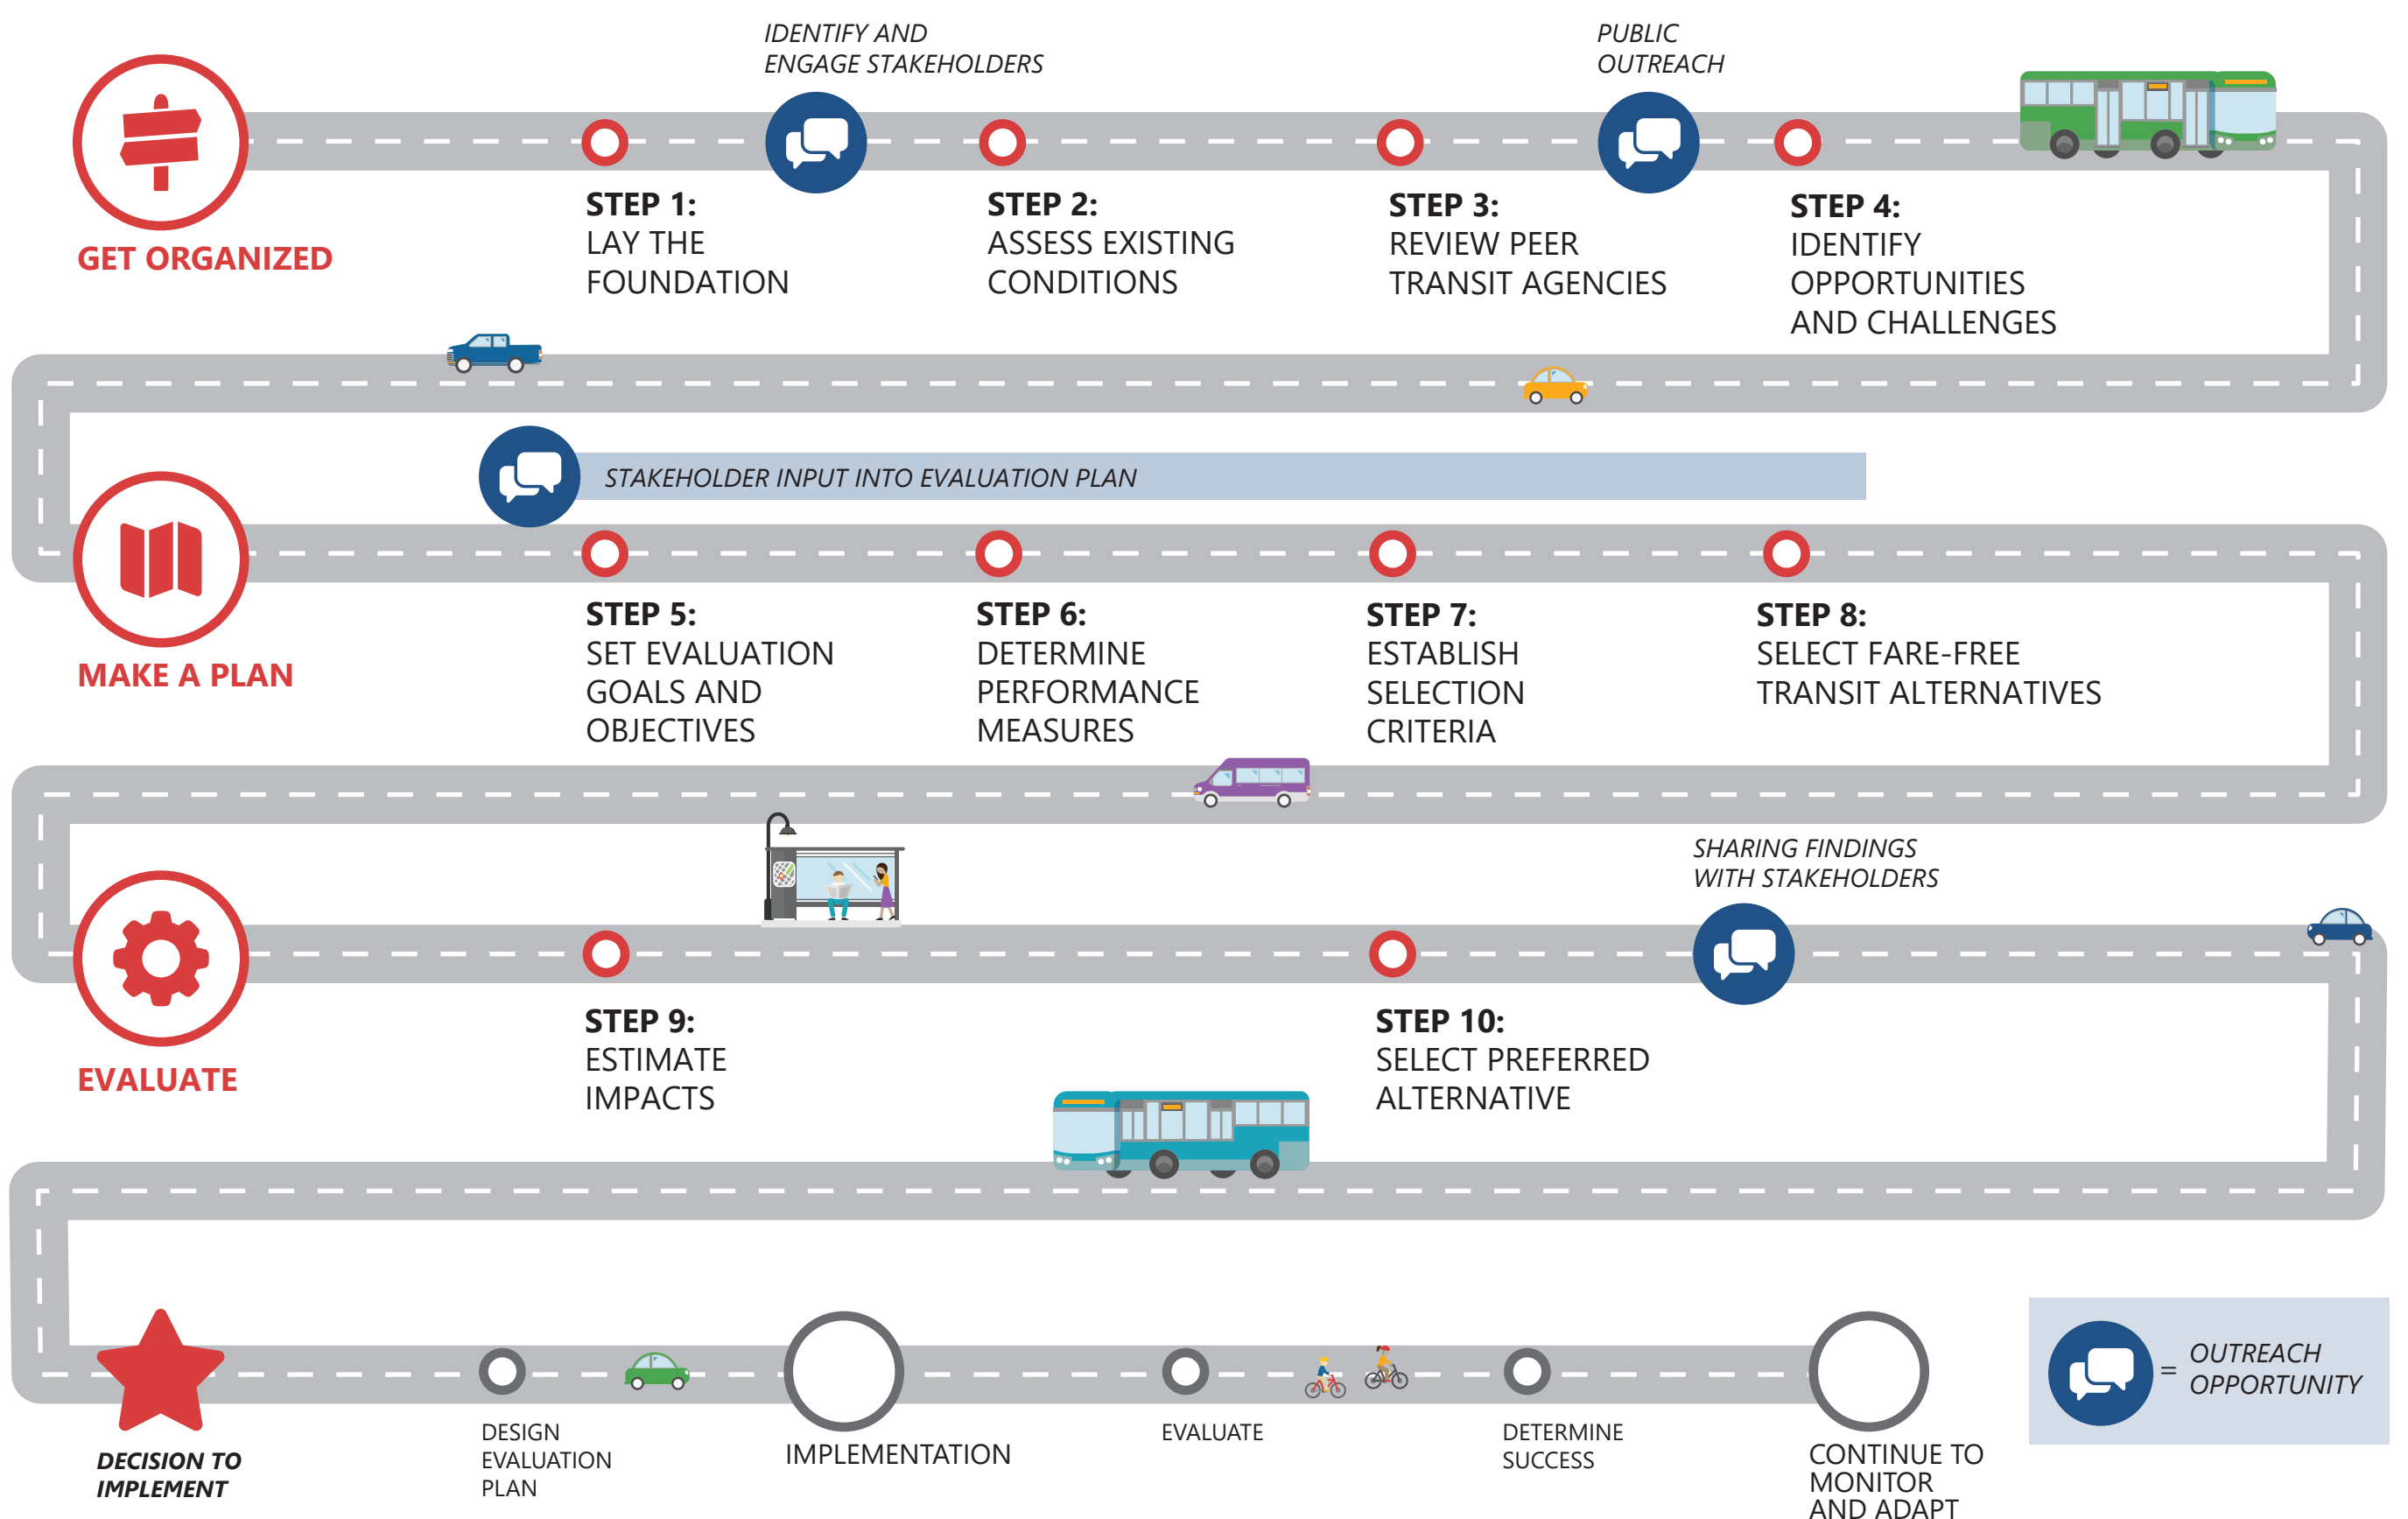 IDENTIFY AND
ENGAGE STAKEHOLDERS
PUBLIC
OUTREACH
GET ORGANIZED
STEP 1:
LAY THE
FOUNDATION
STEP 2:
ASSESS EXISTING
CONDITIONS
STEP 3:
REVIEW PEER
TRANSIT AGENCIES
STEP 4:
IDENTIFY
OPPORTUNITIES
AND CHALLENGES
STAKEHOLDER INPUT INTO EVALUATION PLAN
MAKE A PLAN
STEP 5:
SET EVALUATION
GOALS AND
OBJECTIVES
STEP 6:
DETERMINE
PERFORMANCE
MEASURES
STEP 7:
ESTABLISH
SELECTION
CRITERIA
STEP 8:
SELECT FARE-FREE
TRANSIT ALTERNATIVES
SHARING FINDINGS
WITH STAKEHOLDERS
EVALUATE
STEP 9:
ESTIMATE
IMPACTS
STEP 10:
SELECT PREFERRED
ALTERNATIVE
DECISION TO
IMPLEMENT
DESIGN
EVALUATION
PLAN
IMPLEMENTATION
EVALUATE
DETERMINE
SUCCESS
CONTINUE TO
MONITOR
AND ADAPT
= OUTREACH
OPPORTUNITY